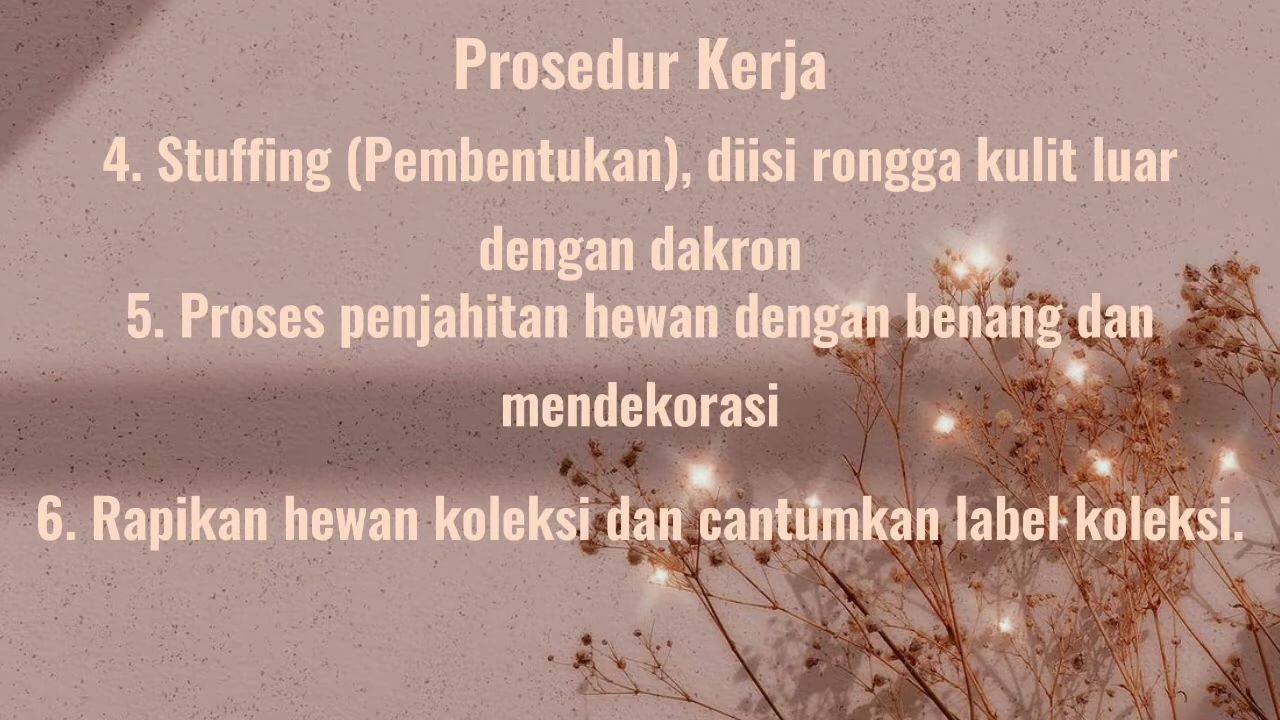 Prosedur Kerja
4. Stuffing (Pembentukan), diisi rongga kulit luar
dengan dakron
5. Proses penjahitan hewan dengan benang dan
mendekorasi
6. Rapikan hewan koleksi dan cantumkan label koleksi.